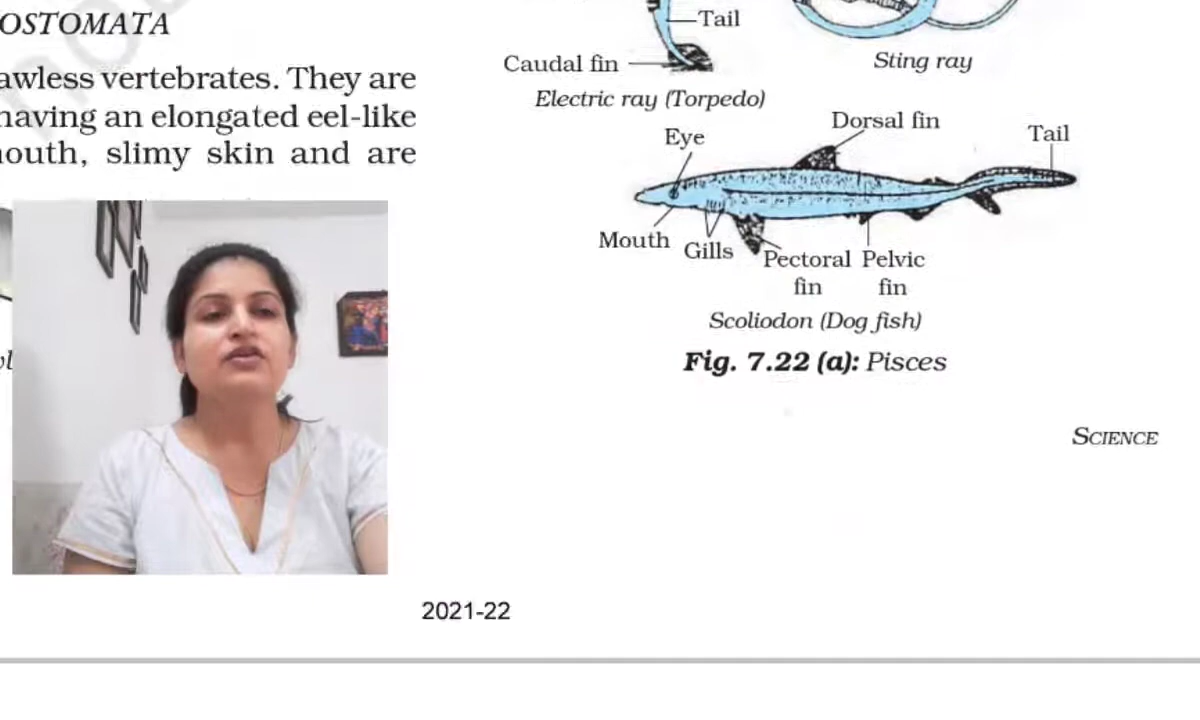 OSTOMATA
awless vertebrates. They are
having an elongated eel-like
outh, slimy skin and are
Tail
Caudal fin
Sting ray
Electric ray (Torpedo)
Dorsal fin
Eye
Tail
Mouth
Gills
Pectoral fin
Pelvic fin
Scoliodon (Dog fish)
Fig. 7.22 (a): Pisces
SCIENCE
2021-22